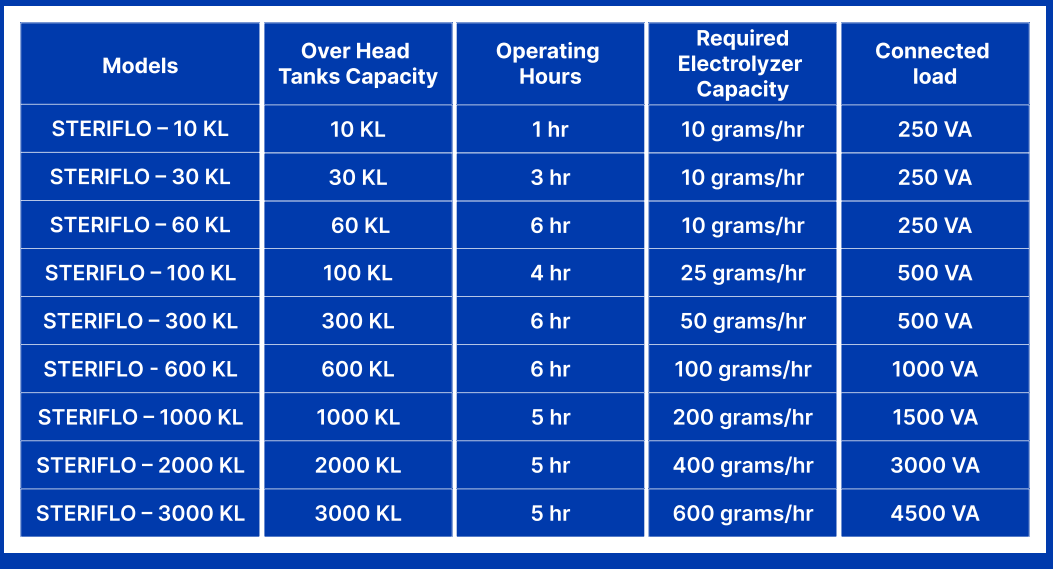 Models | Over Head Tanks Capacity | Operating Hours | Required Electrolyzer Capacity | Connected load
STERIFLO – 10 KL | 10 KL | 1 hr | 10 grams/hr | 250 VA
STERIFLO – 30 KL | 30 KL | 3 hr | 10 grams/hr | 250 VA
STERIFLO – 60 KL | 60 KL | 6 hr | 10 grams/hr | 250 VA
STERIFLO – 100 KL | 100 KL | 4 hr | 25 grams/hr | 500 VA
STERIFLO – 300 KL | 300 KL | 6 hr | 50 grams/hr | 500 VA
STERIFLO - 600 KL | 600 KL | 6 hr | 100 grams/hr | 1000 VA
STERIFLO – 1000 KL | 1000 KL | 5 hr | 200 grams/hr | 1500 VA
STERIFLO – 2000 KL | 2000 KL | 5 hr | 400 grams/hr | 3000 VA
STERIFLO – 3000 KL | 3000 KL | 5 hr | 600 grams/hr | 4500 VA